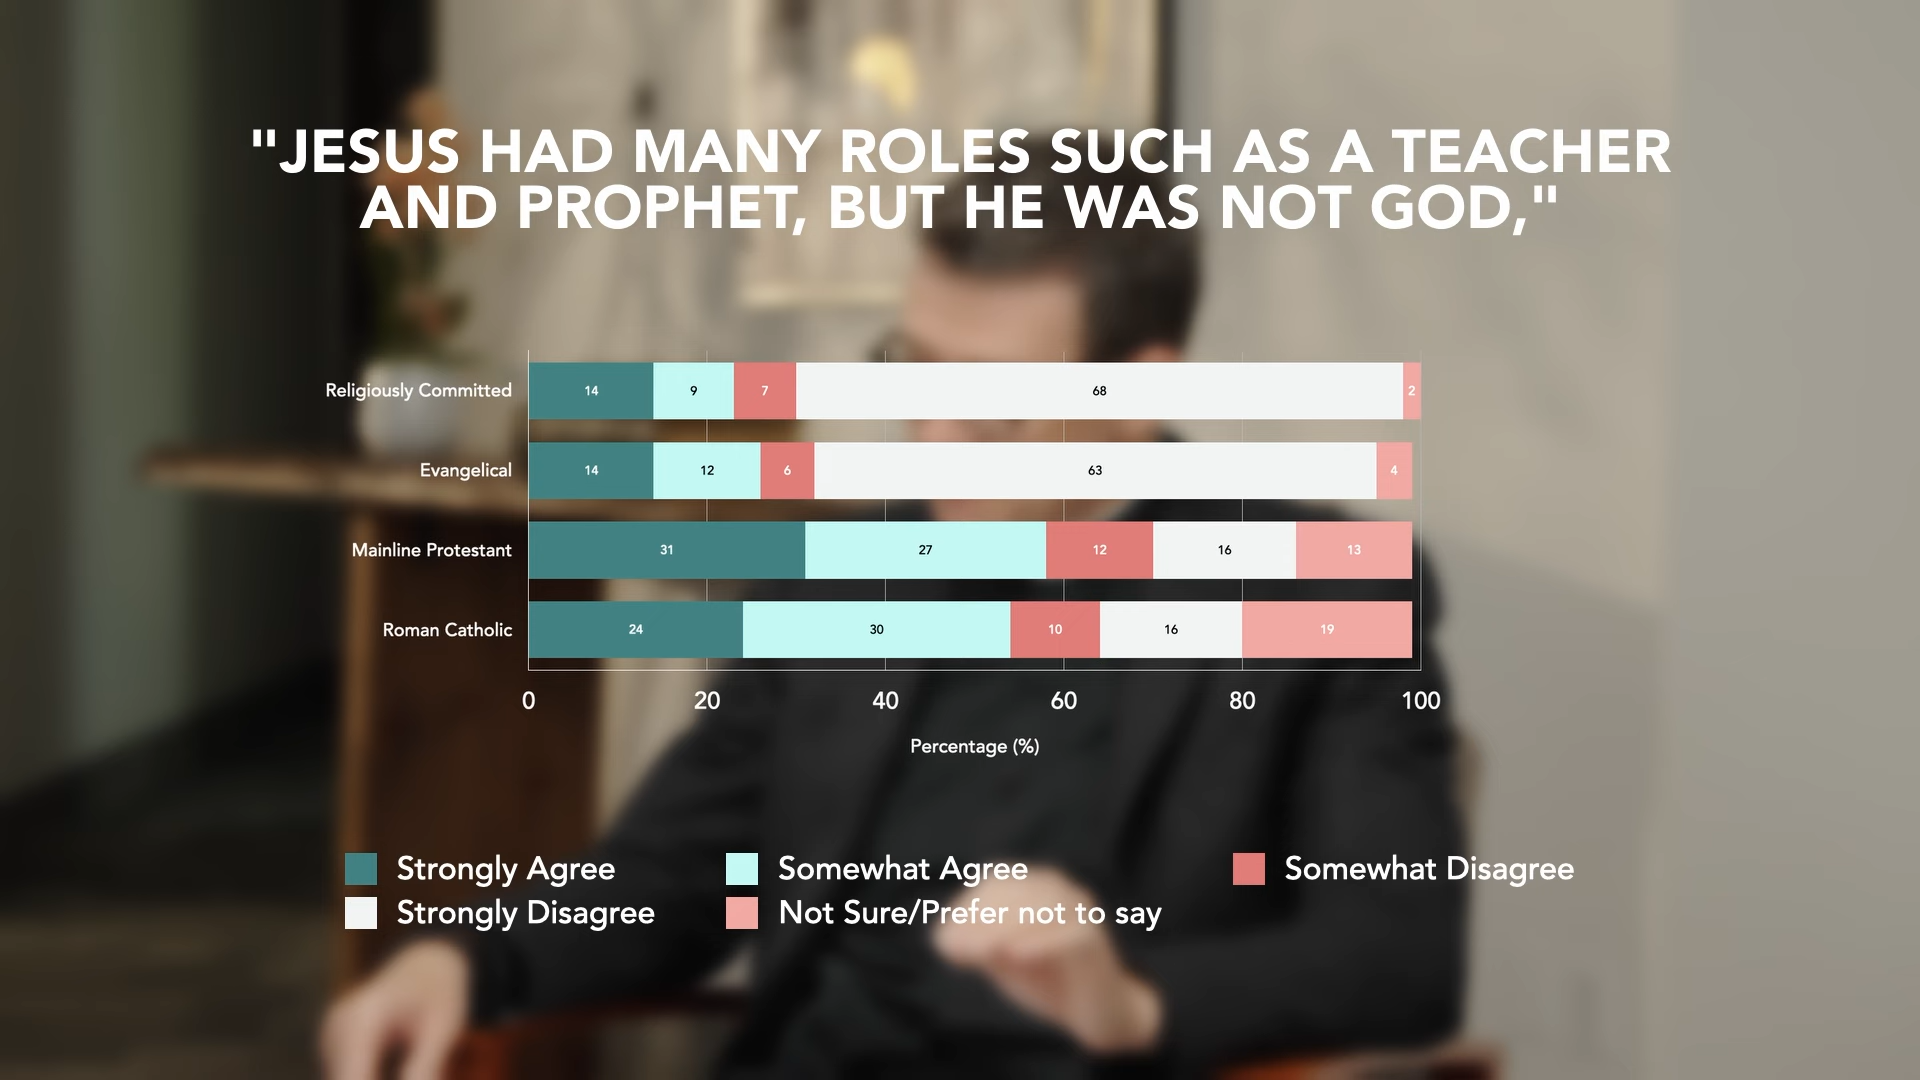 "JESUS HAD MANY ROLES SUCH AS A TEACHER
AND PROPHET, BUT HE WAS NOT GOD,"
Religiously Committed 14 9 7 68 2
Evangelical 14 12 6 63 4
Mainline Protestant 31 27 12 16 13
Roman Catholic 24 30 10 16 19
0 20 40 60 80 100
Percentage (%)
Strongly Agree Somewhat Agree Somewhat Disagree
Strongly Disagree Not Sure/Prefer not to say